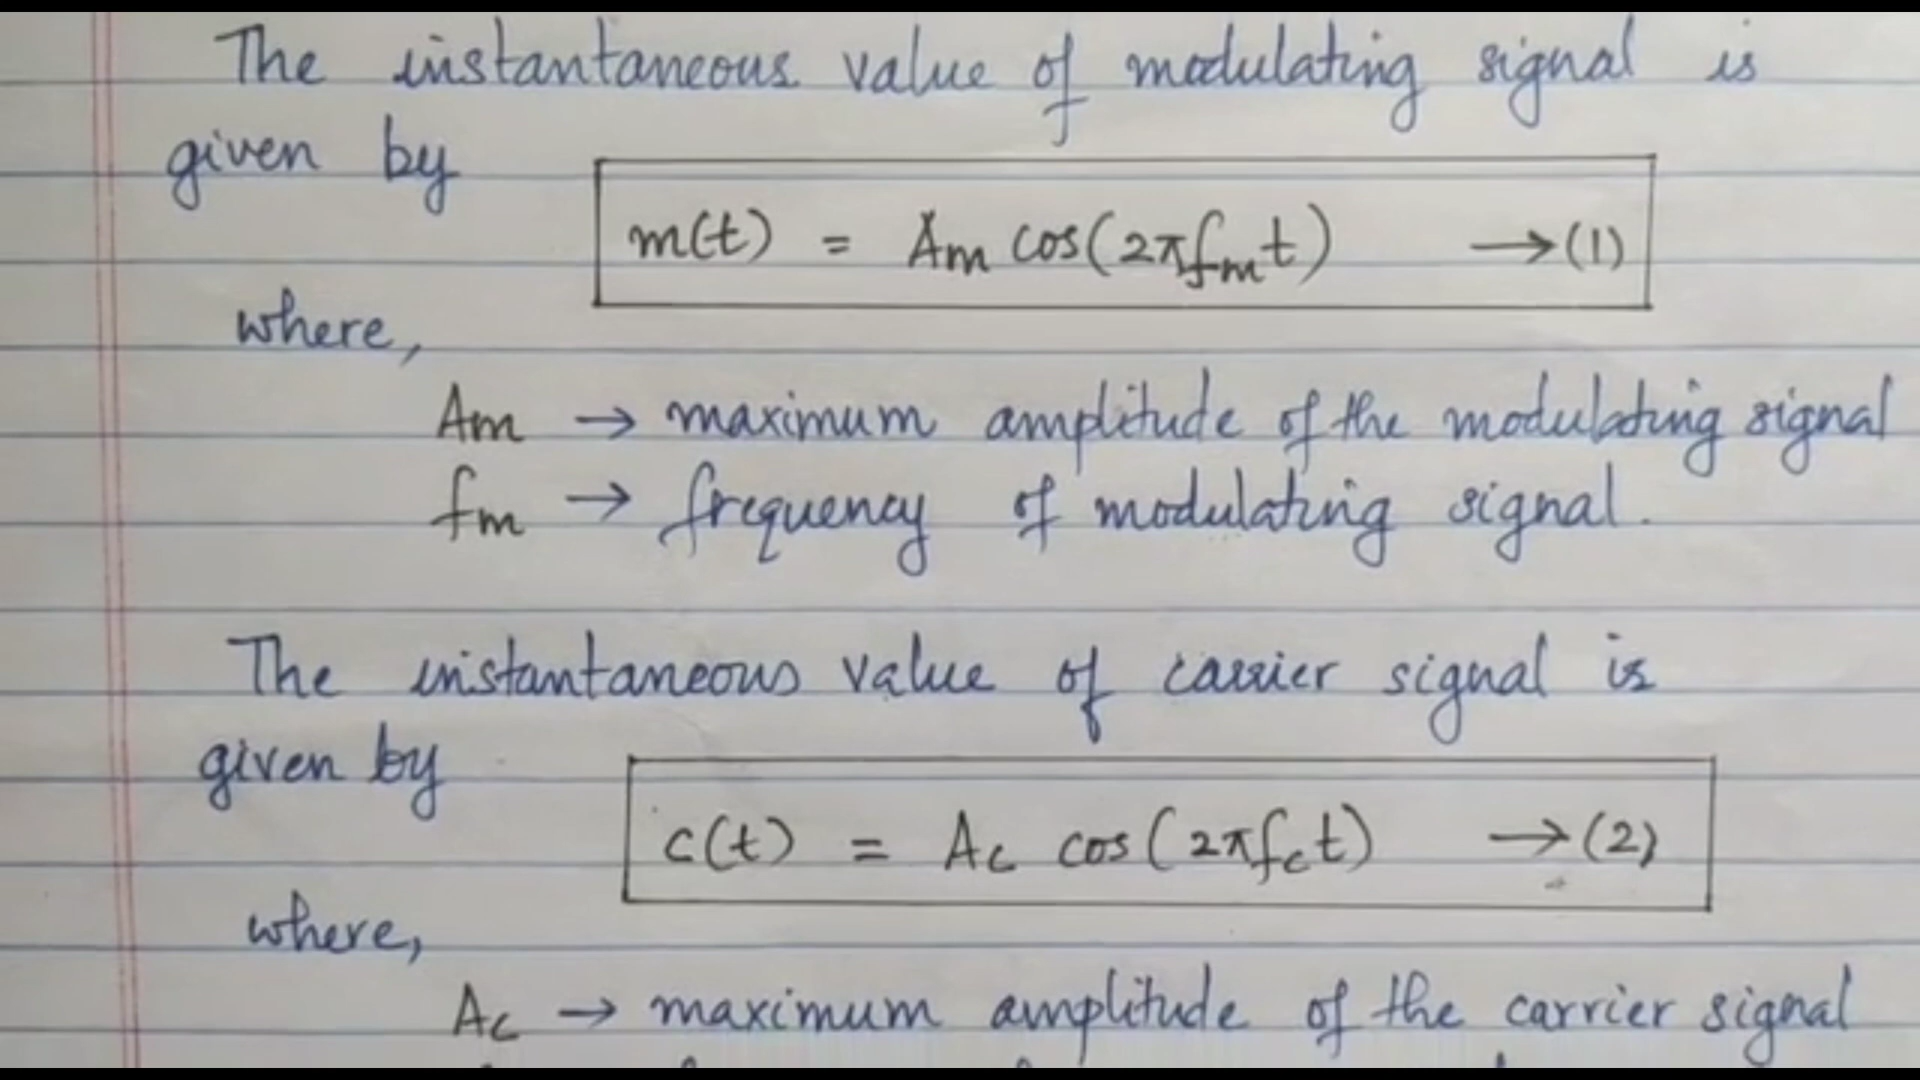 The instantaneous value of modulating signal is
given by
m(t) = Am cos(2πfmt) →(1)
where,
Am → maximum amplitude of the modulating signal
fm → frequency of modulating signal.
The instantaneous value of carrier signal is
given by
c(t) = Ac cos(2πfct) →(2)
where,
Ac → maximum amplitude of the carrier signal